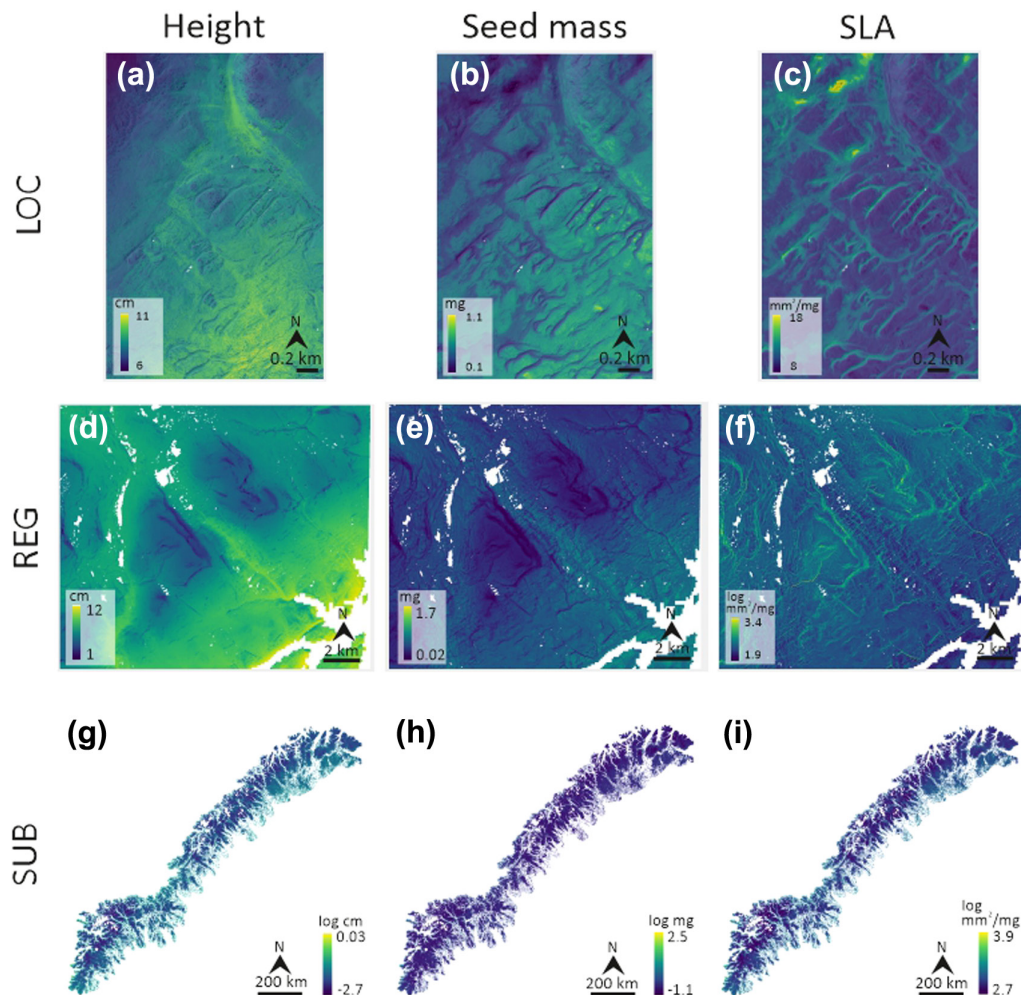 Height Seed mass SLA
LOC
(a) (b) (c)
cm
11
6
N
0.2 km
mg
1.1
0.1
N
0.2 km
mm²/mg
18
8
N
0.2 km
REG
(d) (e) (f)
cm
12
1
N
2 km
mg
1.7
0.02
N
2 km
log
mm²/mg
3.4
1.9
N
2 km
SUB
(g) (h) (i)
log cm
0.03
-2.7
N
200 km
log mg
2.5
-1.1
N
200 km
log
mm²/mg
3.9
2.7
N
200 km